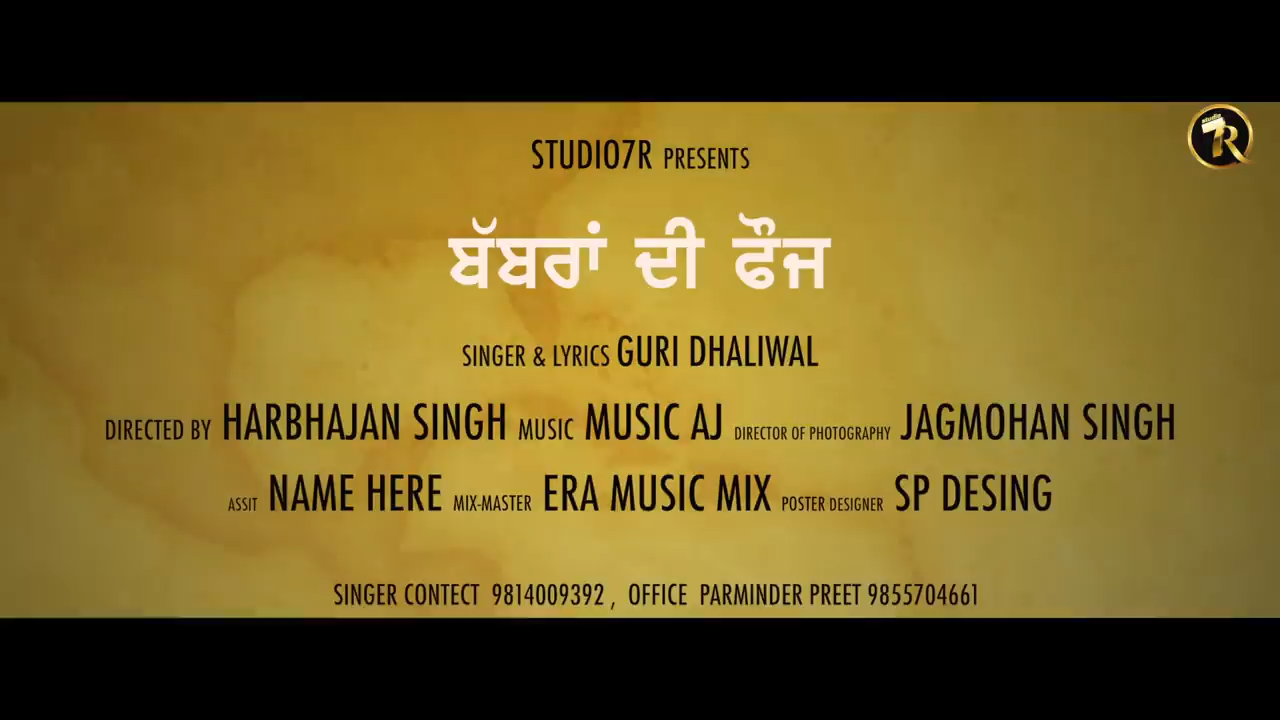 studio
7R
STUDIO7R PRESENTS
ਬੱਬਰਾਂ ਦੀ ਫੌਜ
SINGER & LYRICS GURI DHALIWAL
DIRECTED BY HARBHAJAN SINGH MUSIC MUSIC AJ DIRECTOR OF PHOTOGRAPHY JAGMOHAN SINGH
ASSIT NAME HERE MIX-MASTER ERA MUSIC MIX POSTER DESIGNER SP DESING
SINGER CONTECT 9814009392 , OFFICE PARMINDER PREET 9855704661